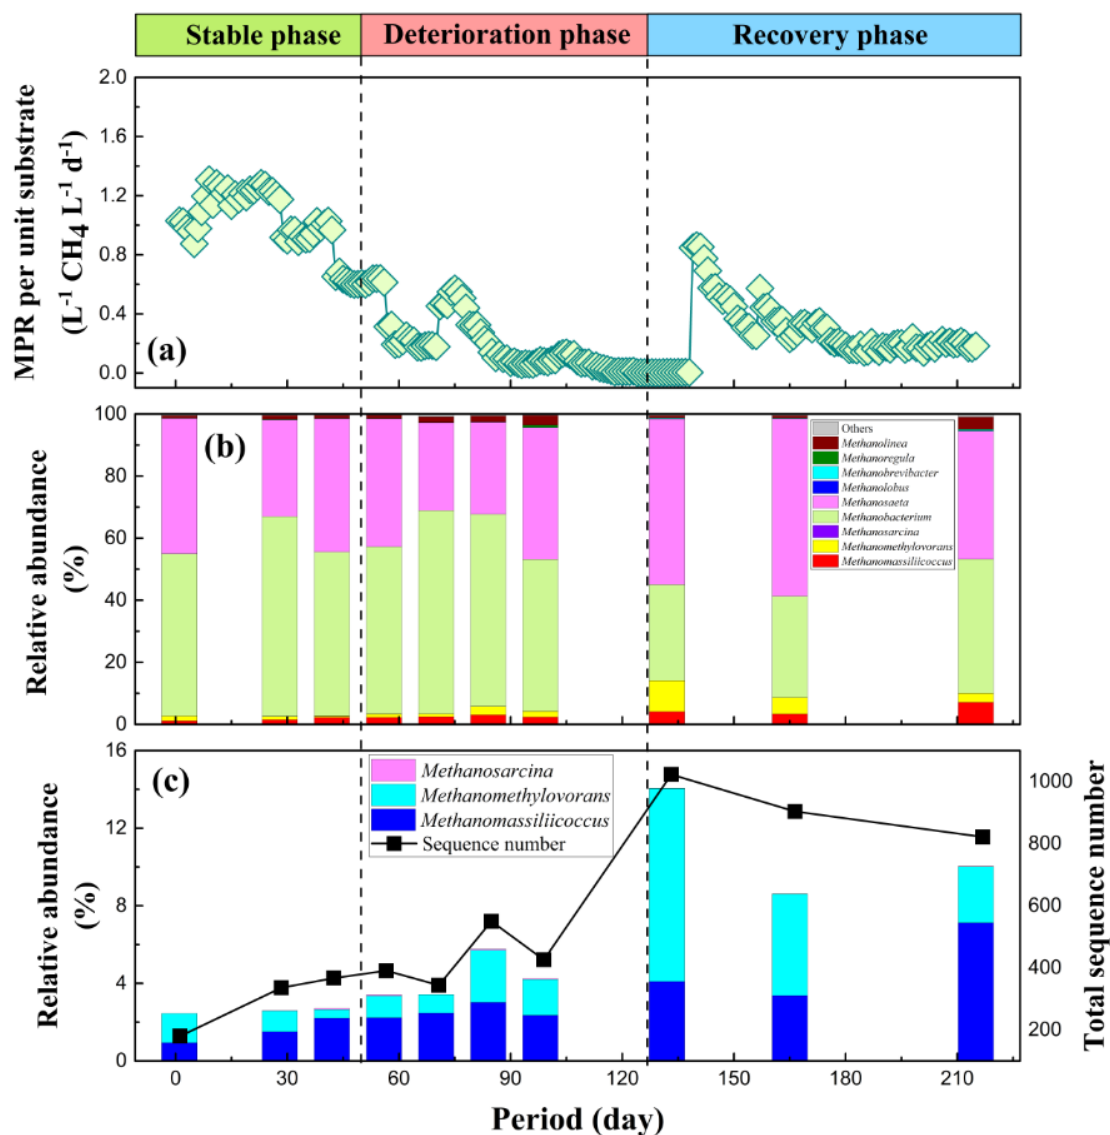 Stable phase Deterioration phase Recovery phase
MPR per unit substrate
(L⁻¹ CH₄ L⁻¹ d⁻¹)
2.0
1.6
1.2
0.8
0.4
0.0
(a)
Relative abundance
(%)
100
80
60
40
20
0
(b)
Others
Methanolinea
Methanoregula
Methanobrevibacter
Methanolobus
Methanosaeta
Methanobacterium
Methanosarcina
Methanomethylovorans
Methanomassiliicoccus
Relative abundance
(%)
16
12
8
4
0
(c)
Methanosarcina
Methanomethylovorans
Methanomassiliicoccus
Sequence number
1000
800
600
400
200
Total sequence number
0 30 60 90 120 150 180 210
Period (day)